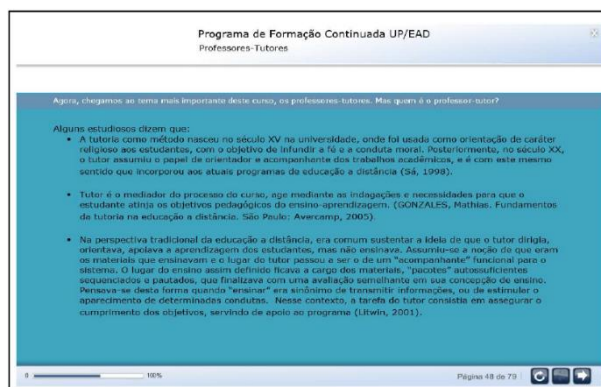 Programa de Formação Continuada UP/EAD
Professores-Tutores
Agora, chegamos ao tema mais importante deste curso, os professores-tutores. Mas quem é o professor-tutor?
Alguns estudiosos dizem que:
• A tutoria como método nasceu no século XV na universidade, onde foi usada como orientação de caráter
religioso aos estudantes, com o objetivo de infundir a fé e a conduta moral. Posteriormente, no século XX,
o tutor assumiu o papel de orientador e acompanhante dos trabalhos acadêmicos, e é com este mesmo
sentido que incorporou aos atuais programas de educação a distância (Sá, 1998).
• Tutor é o mediador do processo do curso, age mediante as indagações e necessidades para que o
estudante atinja os objetivos pedagógicos do ensino-aprendizagem. (GONZALES, Mathias. Fundamentos
da tutoria na educação a distância. São Paulo: Avercamp, 2005).
• Na perspectiva tradicional da educação a distância, era comum sustentar a ideia de que o tutor dirigia,
orientava, apoiava a aprendizagem dos estudantes, mas não ensinava. Assumiu-se a noção de que eram
os materiais que ensinavam e o lugar do tutor passou a ser o de um "acompanhante" funcional para o
sistema. O lugar do ensino assim definido ficava a cargo dos materiais, "pacotes" autossuficientes
sequenciados e pautados, que finalizava com uma avaliação semelhante em sua concepção de ensino.
Pensava-se desta forma quando "ensinar" era sinônimo de transmitir informações, ou de estimular o
aparecimento de determinadas condutas. Nesse contexto, a tarefa do tutor consistia em assegurar o
cumprimento dos objetivos, servindo de apoio ao programa (Litwin, 2001).
0 100% Página 48 de 79